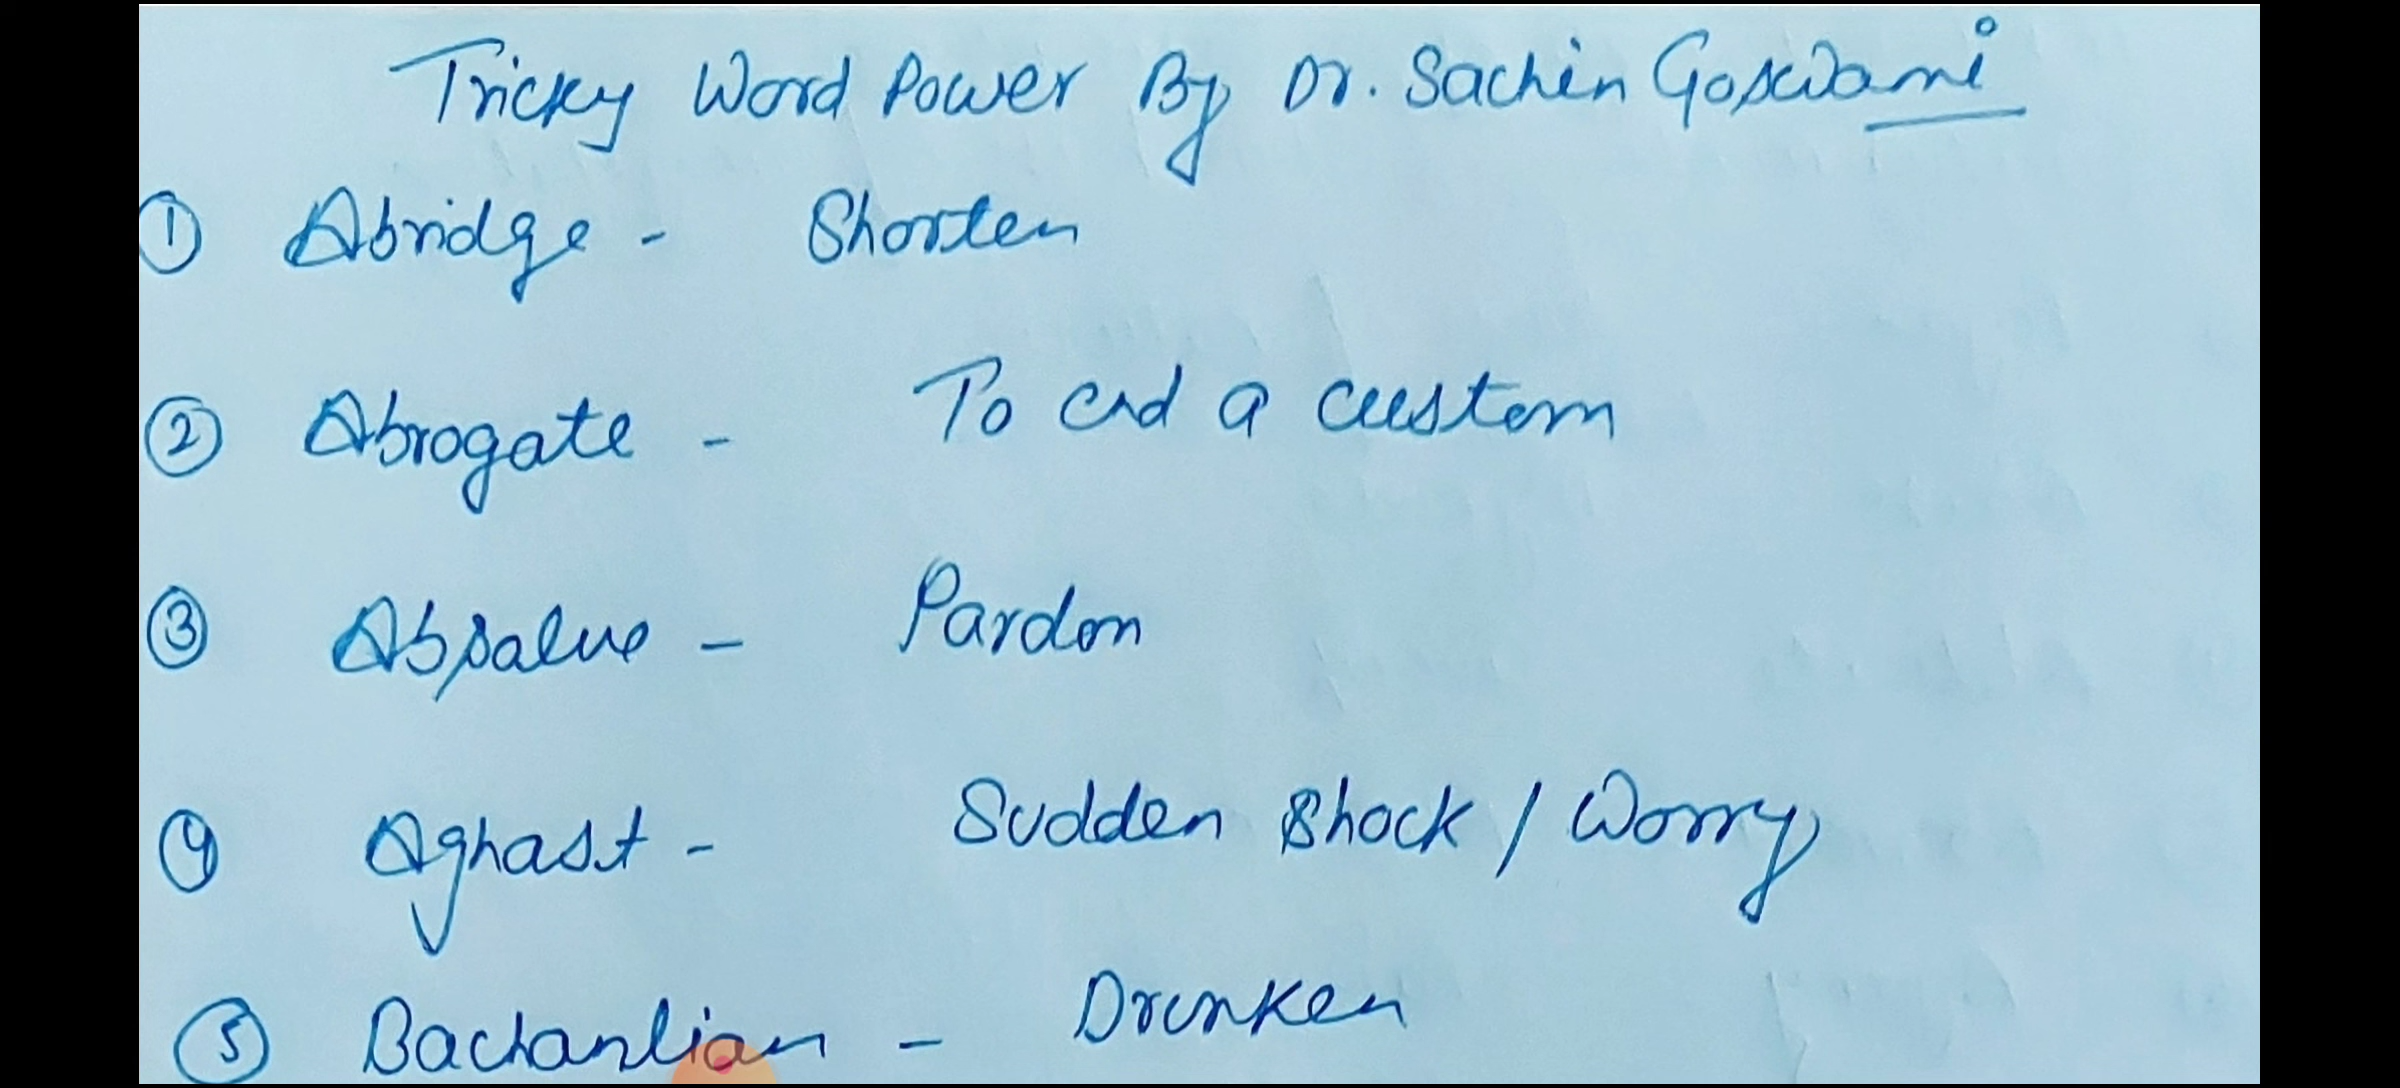 Tricky Word Power By Dr. Sachin Goswami
① Abridge - Shorten
② Abrogate - To end a custom
③ Absalve - Pardon
④ Aghast - Sudden Shock / Worry
⑤ Bachanlian - Drunken